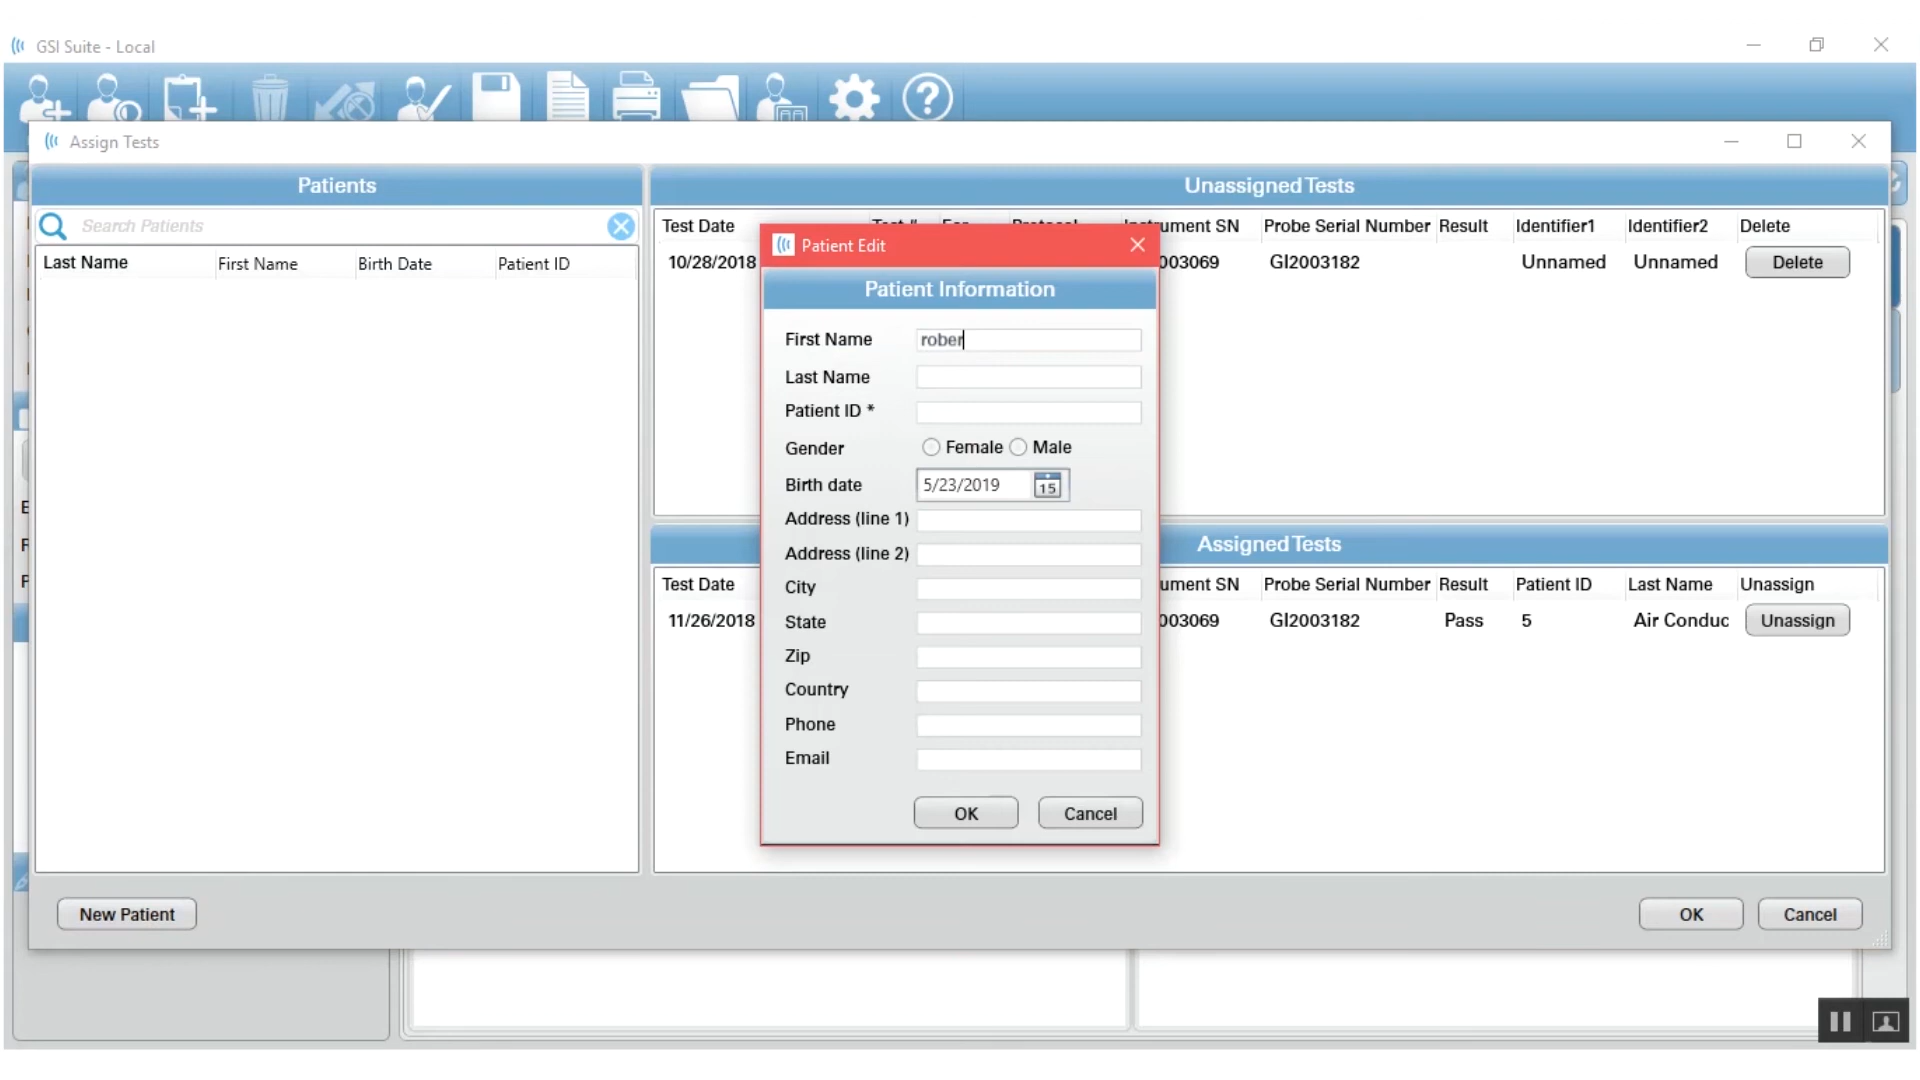 GSI Suite - Local
Assign Tests
Patients
Search Patients
Last Name First Name Birth Date Patient ID
New Patient
Unassigned Tests
Test Date ument SN Probe Serial Number Result Identifier1 Identifier2 Delete
10/28/2018 003069 GI2003182 Unnamed Unnamed Delete
Patient Edit
Patient Information
First Name rober
Last Name
Patient ID *
Gender Female Male
Birth date 5/23/2019 15
Address (line 1)
Address (line 2)
City
State
Zip
Country
Phone
Email
OK Cancel
Assigned Tests
Test Date ument SN Probe Serial Number Result Patient ID Last Name Unassign
11/26/2018 003069 GI2003182 Pass 5 Air Conduc Unassign
OK Cancel
E
R
P